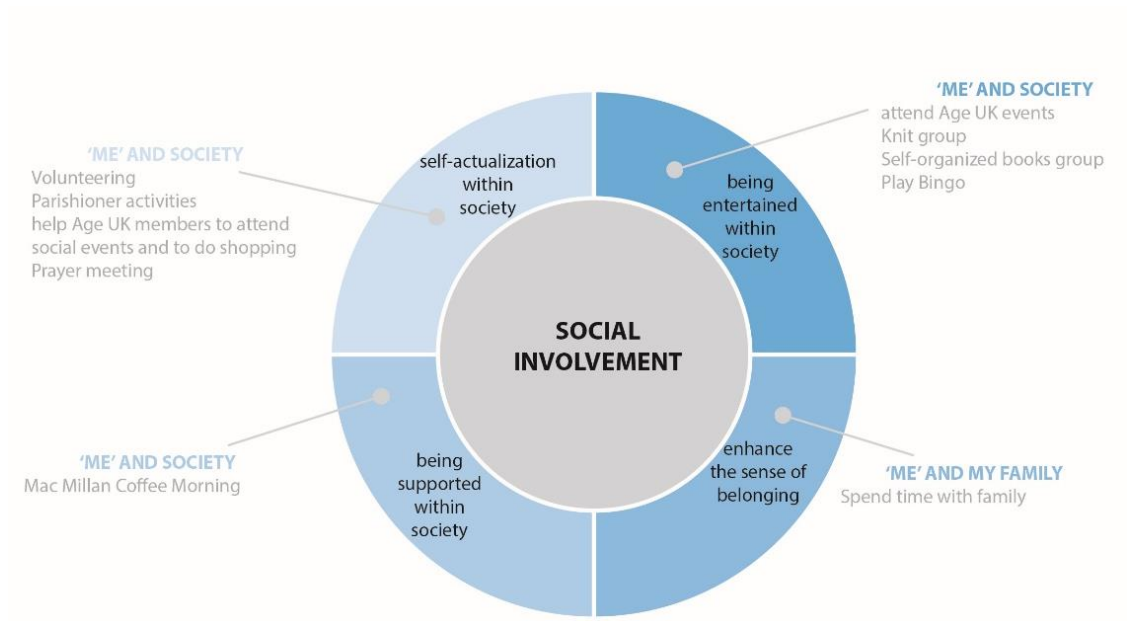 'ME' AND SOCIETY
Volunteering
Parishioner activities
help Age UK members to attend
social events and to do shopping
Prayer meeting
self-actualization
within
society
'ME' AND SOCIETY
attend Age UK events
Knit group
Self-organized books group
Play Bingo
being
entertained
within
society
SOCIAL
INVOLVEMENT
'ME' AND SOCIETY
Mac Millan Coffee Morning
being
supported
within
society
enhance
the sense of
belonging
'ME' AND MY FAMILY
Spend time with family